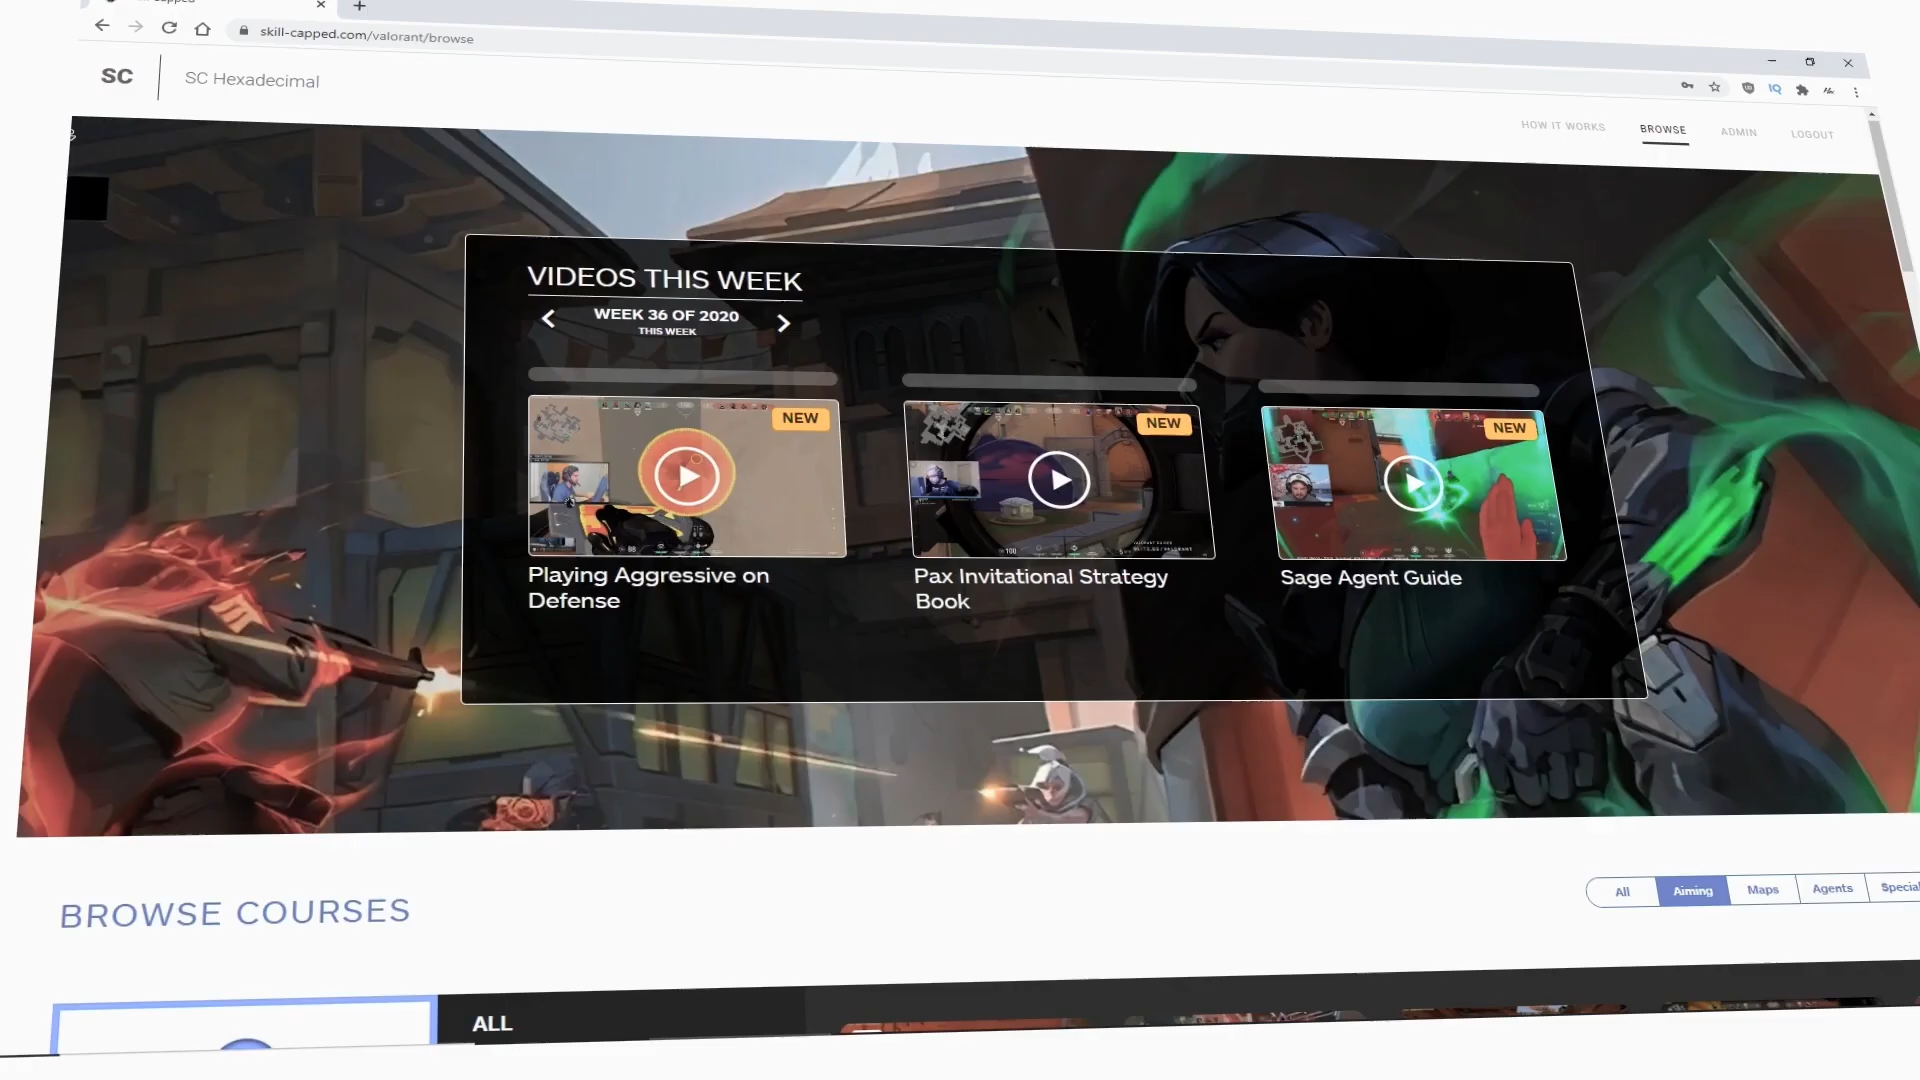 skill-capped.com/valorant/browse
SC
SC Hexadecimal
HOW IT WORKS
BROWSE
ADMIN
LOGOUT
VIDEOS THIS WEEK
WEEK 36 OF 2020
THIS WEEK
NEW
NEW
NEW
Playing Aggressive on
Defense
Pax Invitational Strategy
Book
Sage Agent Guide
BROWSE COURSES
All
Aiming
Maps
Agents
Special
ALL